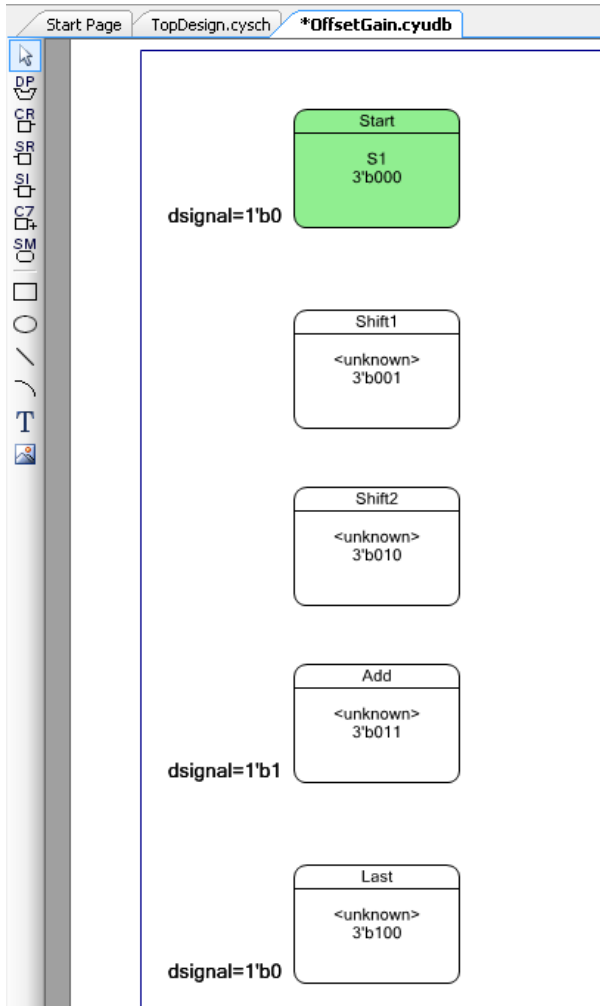 Start Page TopDesign.cysch *OffsetGain.cyudb
DP
CR
SR
SI
C7
SM
T
Start
S1
3'b000
dsignal=1'b0
Shift1
<unknown>
3'b001
Shift2
<unknown>
3'b010
Add
<unknown>
3'b011
dsignal=1'b1
Last
<unknown>
3'b100
dsignal=1'b0